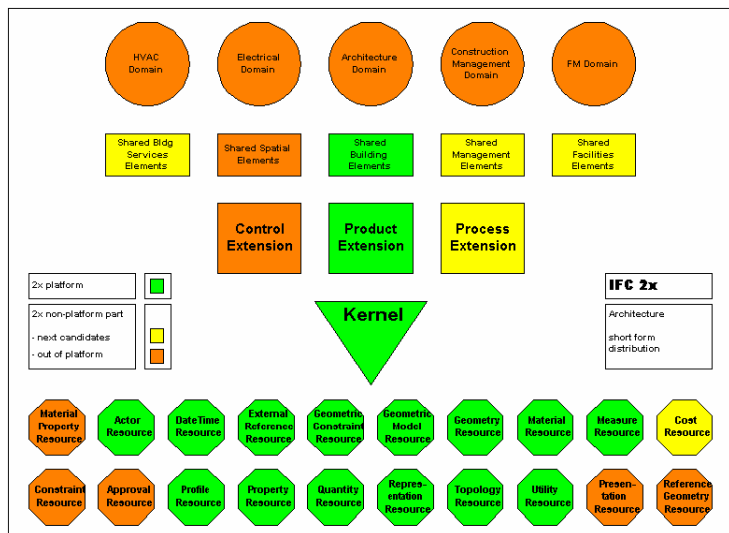 HVAC
Domain
Electrical
Domain
Architecture
Domain
Construction
Management
Domain
FM Domain
Shared Bldg
Services
Elements
Shared Spatial
Elements
Shared
Building
Elements
Shared
Management
Elements
Shared
Facilities
Elements
Control
Extension
Product
Extension
Process
Extension
2x platform
2x non-platform part
- next candidates
- out of platform
Kernel
IFC 2x
Architecture
short form
distribution
Material
Property
Resource
Actor
Resource
DateTime
Resource
External
Reference
Resource
Geometric
Constraint
Resource
Geometric
Model
Resource
Geometry
Resource
Material
Resource
Measure
Resource
Cost
Resource
Constraint
Resource
Approval
Resource
Profile
Resource
Property
Resource
Quantity
Resource
Repres-
entation
Resource
Topology
Resource
Utility
Resource
Presen-
tation
Resource
Reference
Geometry
Resource